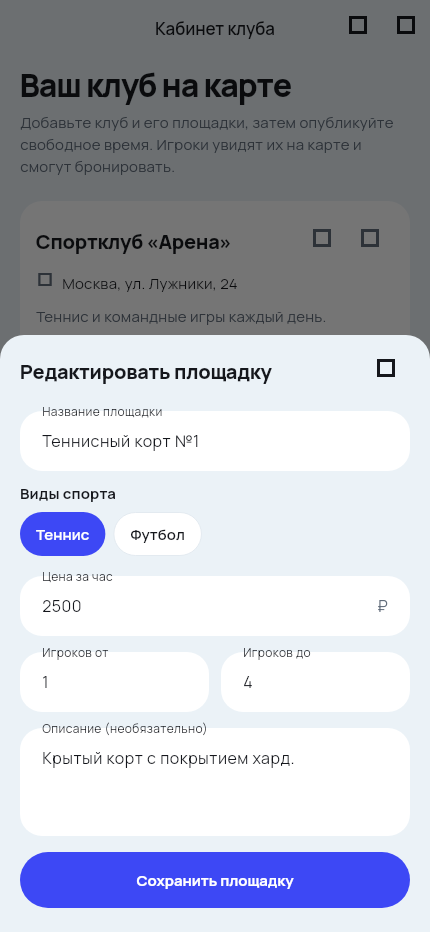 Кабинет клуба
Ваш клуб на карте
Добавьте клуб и его площадки, затем опубликуйте
свободное время. Игроки увидят их на карте и
смогут бронировать.
Спортклуб «Арена»
Москва, ул. Лужники, 24
Теннис и командные игры каждый день.
Редактировать площадку
Название площадки
Теннисный корт №1
Виды спорта
Теннис Футбол
Цена за час
2500 ₽
Игроков от Игроков до
1 4
Описание (необязательно)
Крытый корт с покрытием хард.
Сохранить площадку